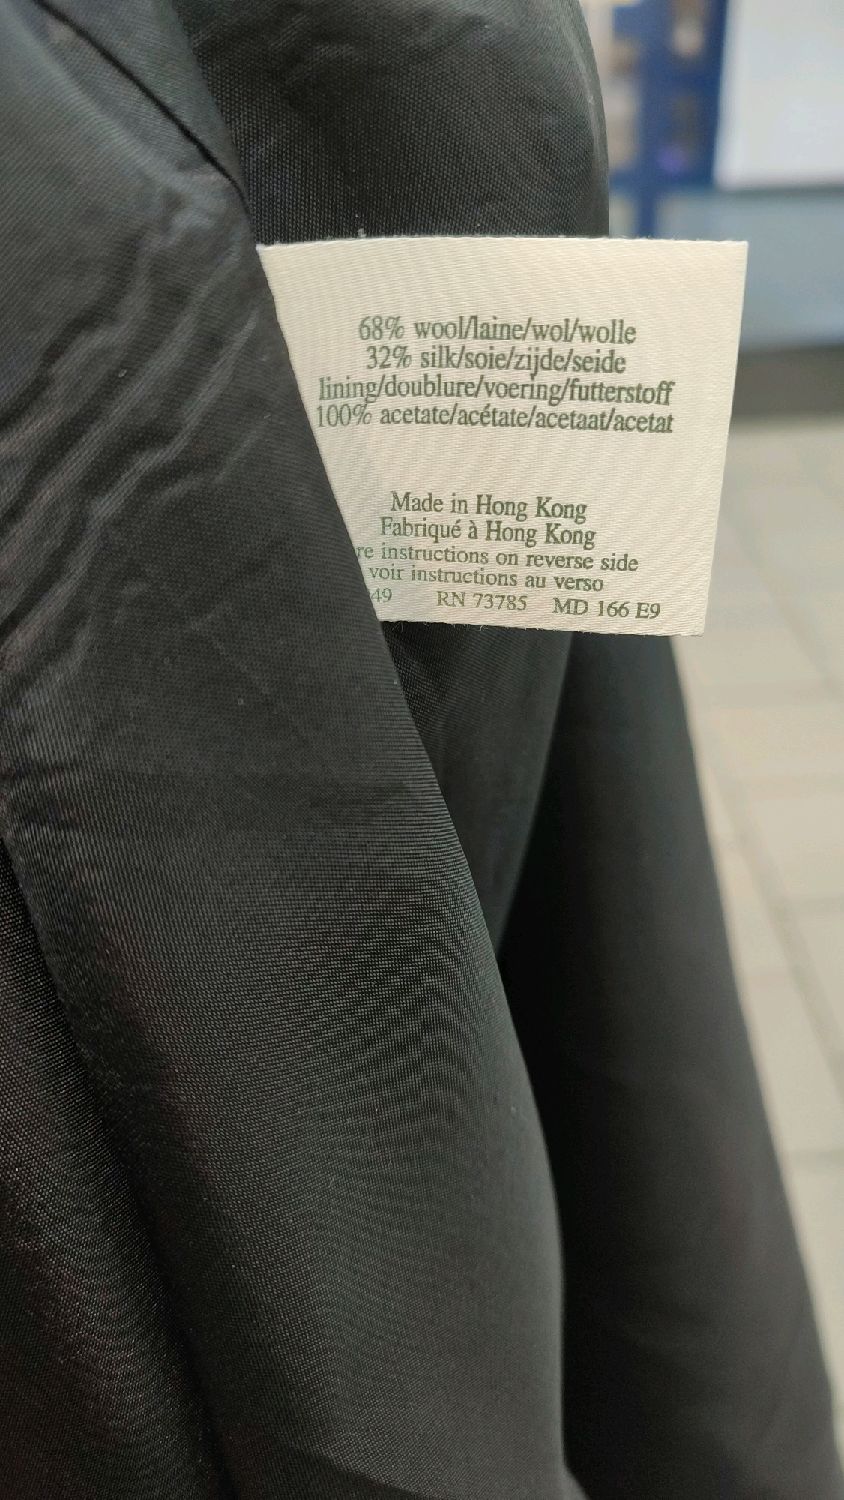 68% wool/laine/wol/wolle
32% silk/soie/zijde/seide
lining/doublure/voering/futterstoff
100% acetate/acétate/acetaat/acetat
Made in Hong Kong
Fabriqué à Hong Kong
re instructions on reverse side
voir instructions au verso
49 RN 73785 MD 166 E9